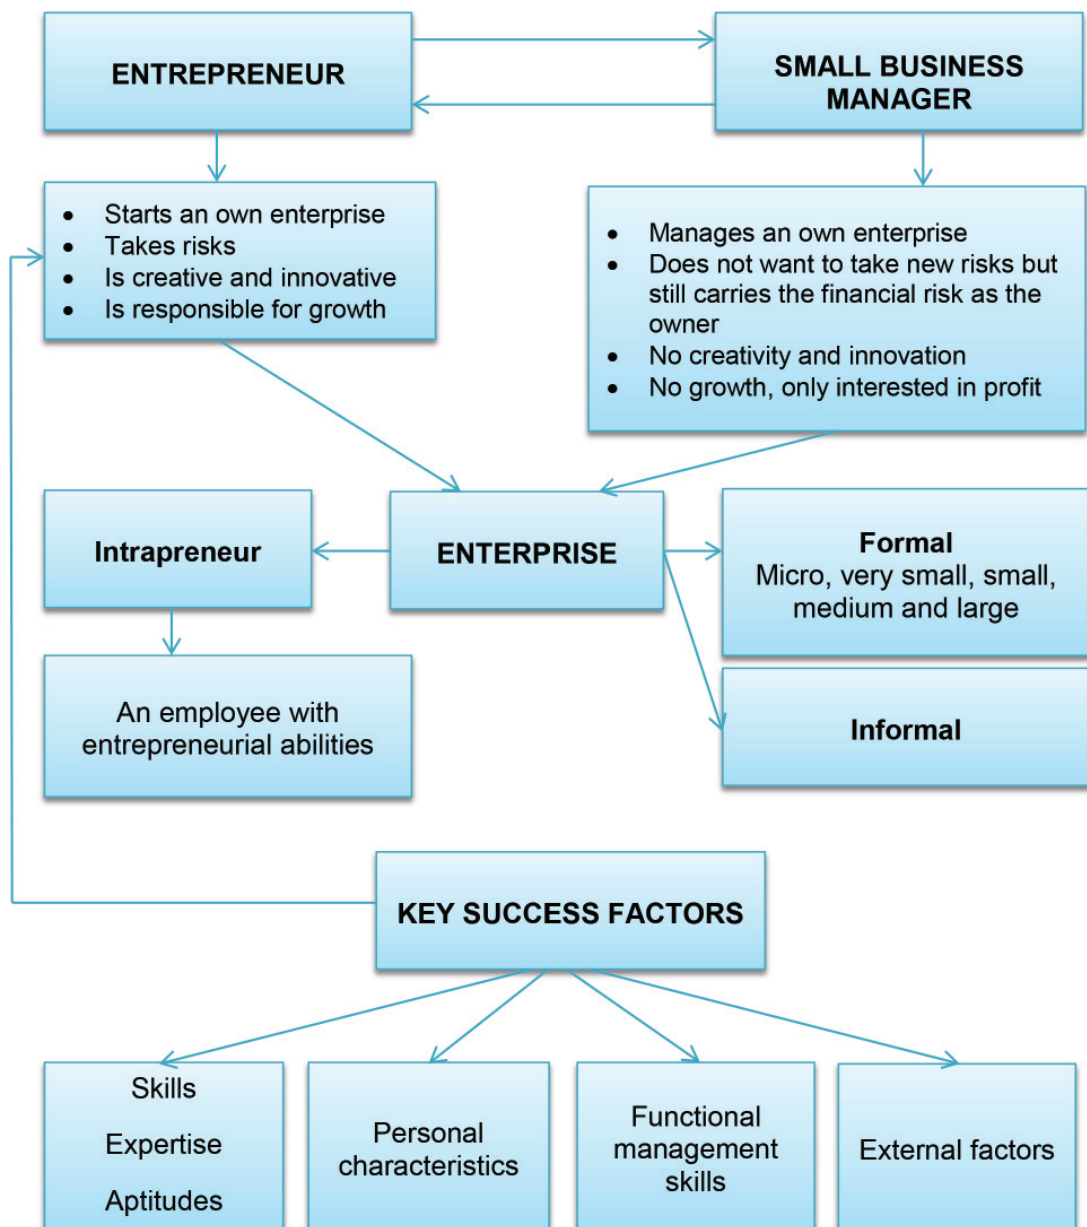 ENTREPRENEUR
SMALL BUSINESS
MANAGER
• Starts an own enterprise
• Takes risks
• Is creative and innovative
• Is responsible for growth
• Manages an own enterprise
• Does not want to take new risks but
still carries the financial risk as the
owner
• No creativity and innovation
• No growth, only interested in profit
Intrapreneur
ENTERPRISE
Formal
Micro, very small, small,
medium and large
An employee with
entrepreneurial abilities
Informal
KEY SUCCESS FACTORS
Skills
Expertise
Aptitudes
Personal
characteristics
Functional
management
skills
External factors